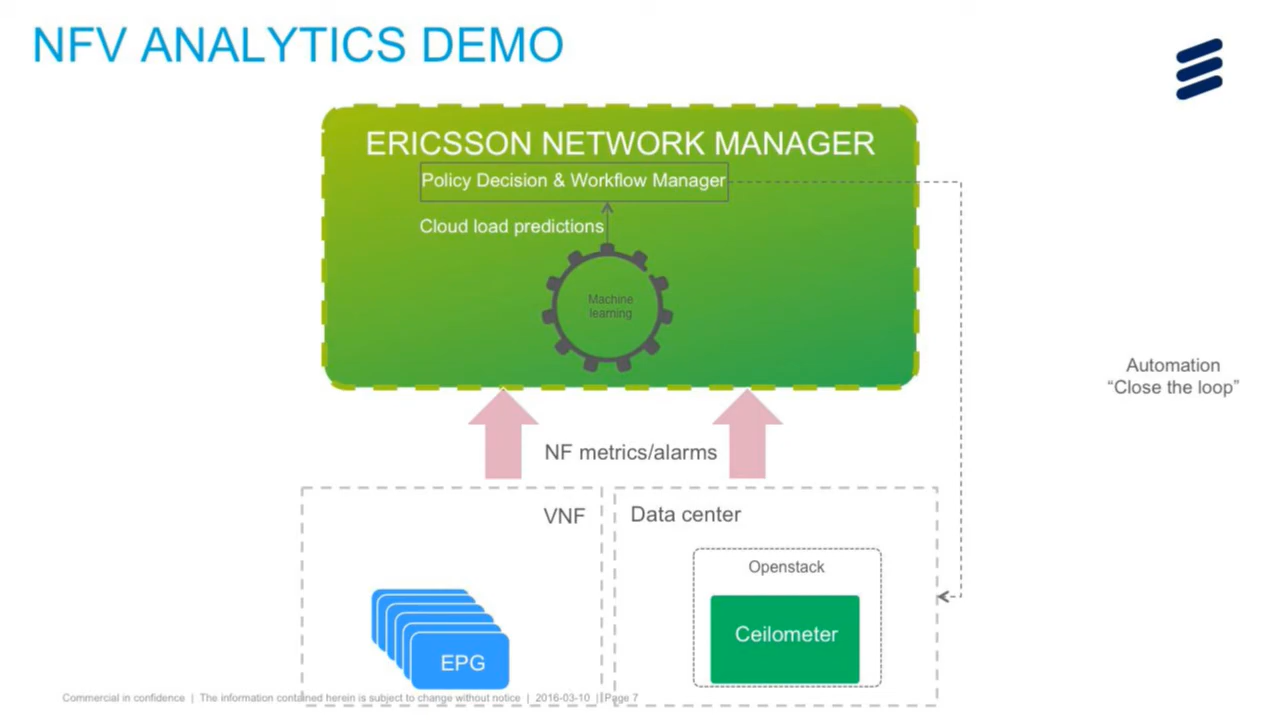 NFV ANALYTICS DEMO
ERICSSON NETWORK MANAGER
Policy Decision & Workflow Manager
Cloud load predictions
Machine
learning
Automation
“Close the loop”
NF metrics/alarms
VNF
Data center
Openstack
Ceilometer
EPG
Commercial in confidence | The information contained herein is subject to change without notice | 2016-03-10 | Page 7